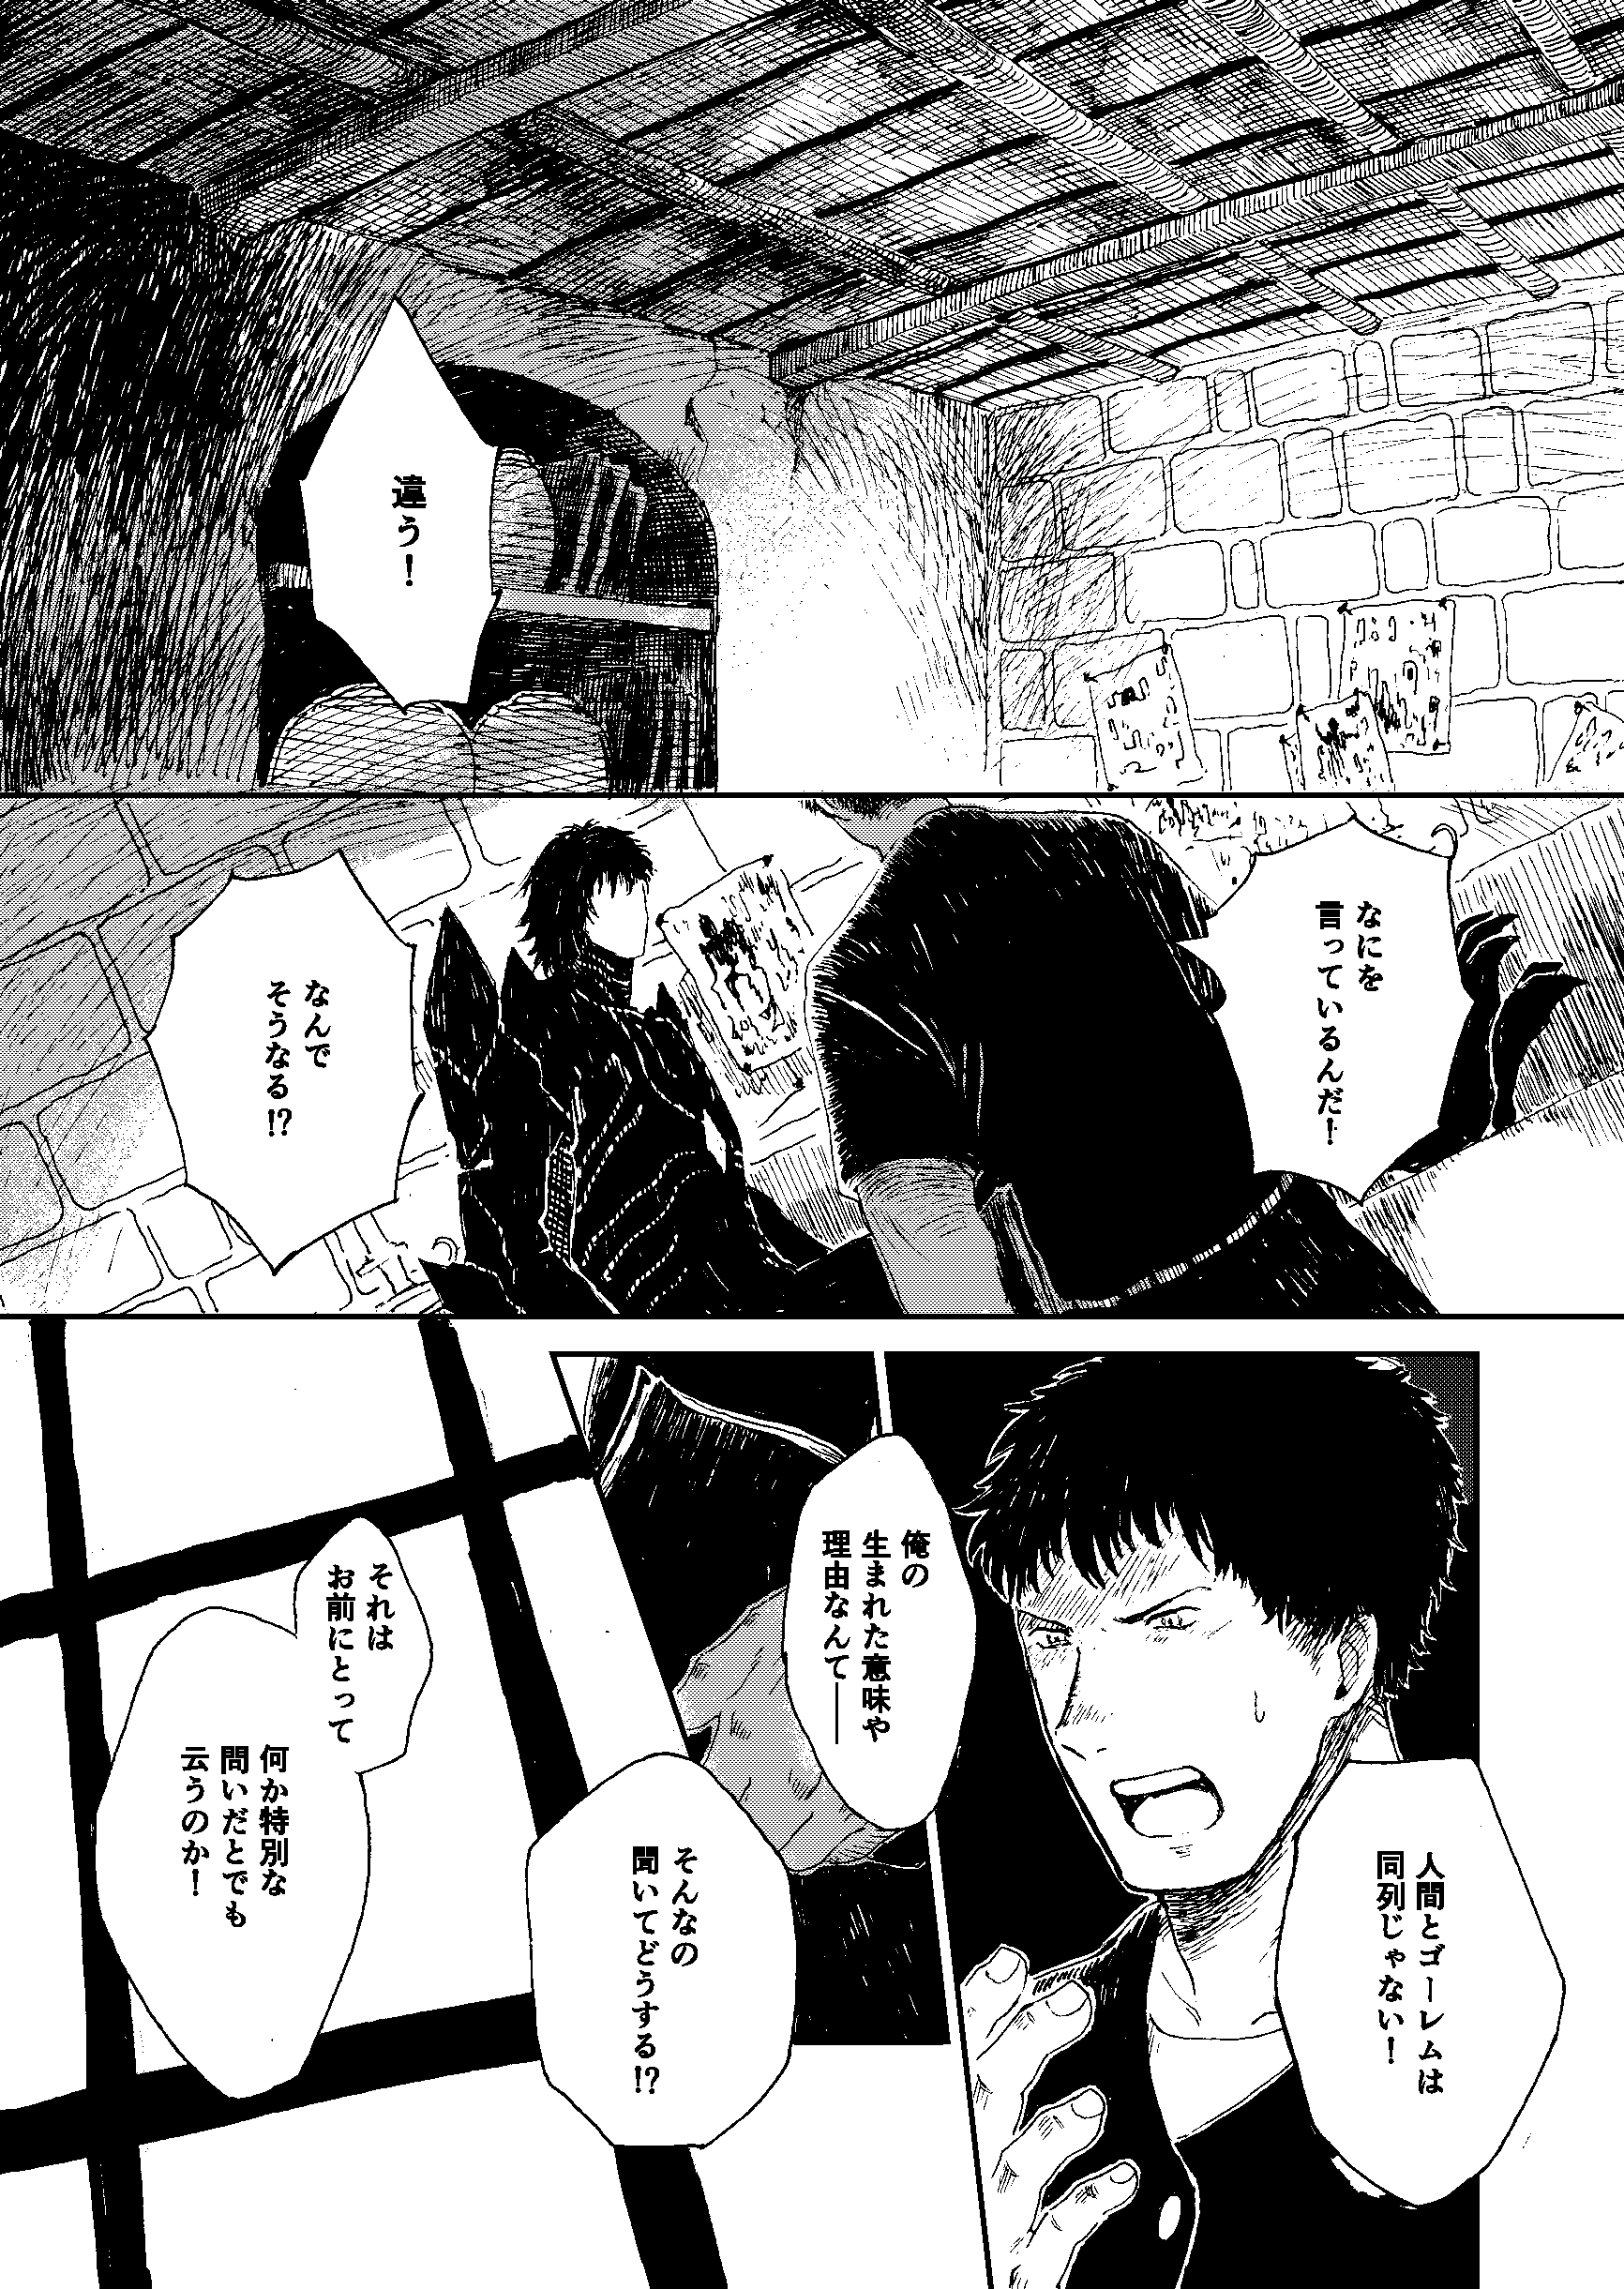 違う！
なにを
言っているんだ！
なんで
そうなる⁉
人間とゴーレムは
同列じゃない！
俺の
生まれた意味や
理由なんて――
そんなの
聞いてどうする⁉
それは
お前にとって
何か特別な
問いだとでも
云うのか！